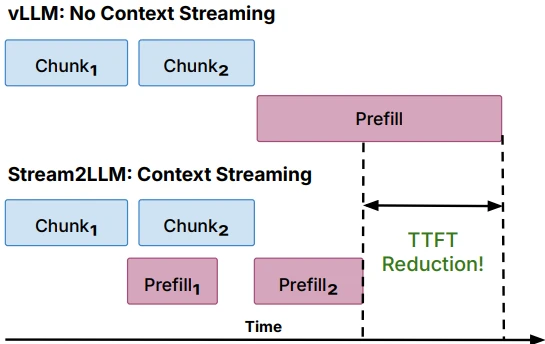 vLLM: No Context Streaming
Chunk₁ Chunk₂
Prefill
Stream2LLM: Context Streaming
Chunk₁ Chunk₂
TTFT
Reduction!
Prefill₁ Prefill₂
Time